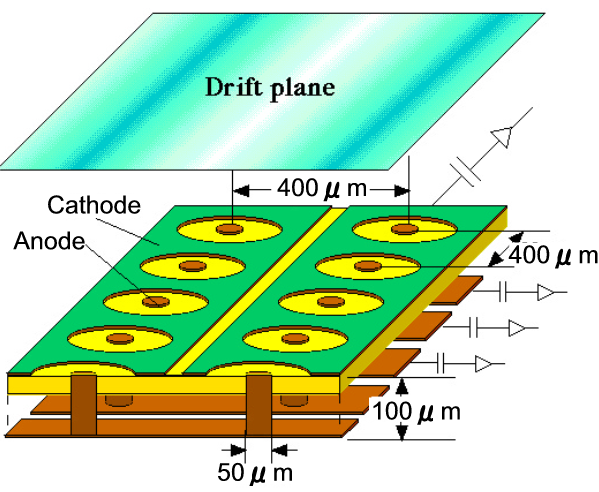 Drift plane
400 μ m
Cathode
Anode
400 μ m
100 μ m
50 μ m